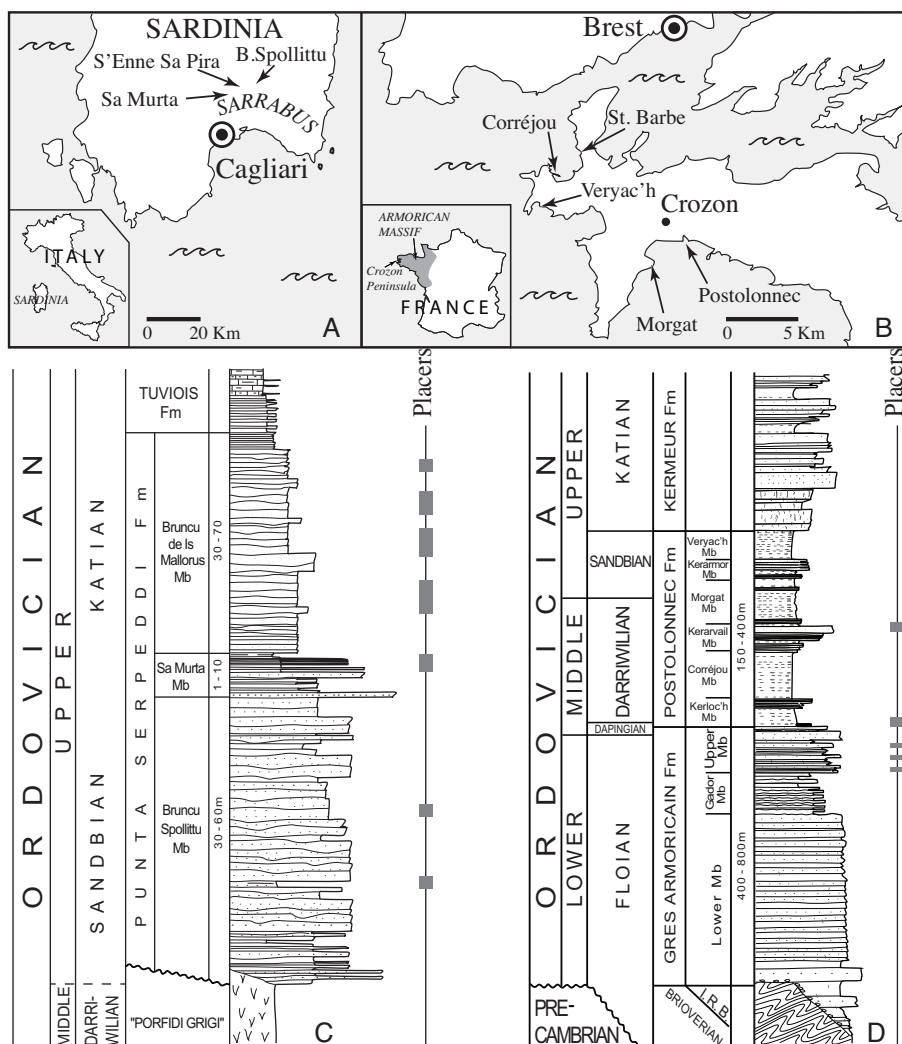 SARDINIA
S'Enne Sa Pira
B.Spollittu
Sa Murta
SARRABUS
Cagliari
ITALY
SARDINIA
0 20 Km
A
Brest
Corréjou
St. Barbe
Veryac'h
Crozon
ARMORICAN
MASSIF
Crozon
Peninsula
FRANCE
Postolonnec
Morgat
0 5 Km
B
ORDOVICIAN
UPPER
MIDDLE
KATIAN
SANDBIAN
DARRI-
WILIAN
TUVIOIS
Fm
PUNTA SERPEDDI Fm
Bruncu
de Is
Mallorus
Mb
30-70
Sa Murta
Mb
1-10
Bruncu
Spollittu
Mb
30-60m
"PORFIDI GRIGI"
Placers
C
ORDOVICIAN
UPPER
MIDDLE
LOWER
PRE-
CAMBRIAN
KATIAN
SANDBIAN
DARRIWILIAN
DAPINGIAN
FLOIAN
KERMEUR Fm
POSTOLONNEC Fm
GRES ARMORICAIN Fm
BRIOVERIAN
Veryac'h
Mb
Kerarmor
Mb
Morgat
Mb
Kerarvail
Mb
Corréjou
Mb
Kerloc'h
Mb
150-400m
Upper
Mb
Gador
Mb
Lower Mb
400-800m
I.R.B.
Placers
D